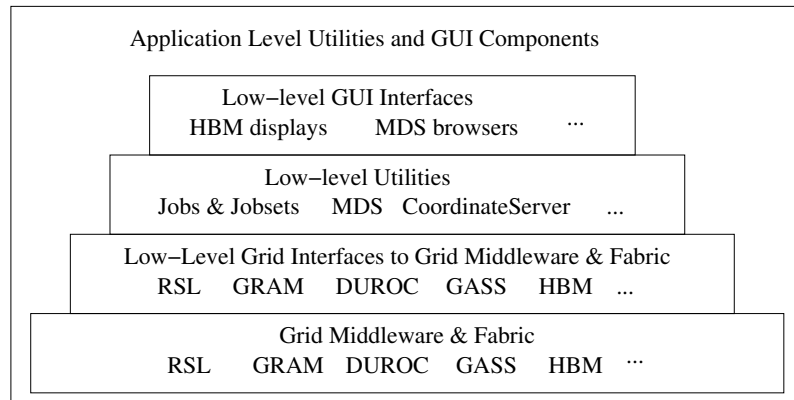 Application Level Utilities and GUI Components
Low−level GUI Interfaces
HBM displays MDS browsers ...
Low−level Utilities
Jobs & Jobsets MDS CoordinateServer ...
Low−Level Grid Interfaces to Grid Middleware & Fabric
RSL GRAM DUROC GASS HBM ...
Grid Middleware & Fabric
RSL GRAM DUROC GASS HBM ...